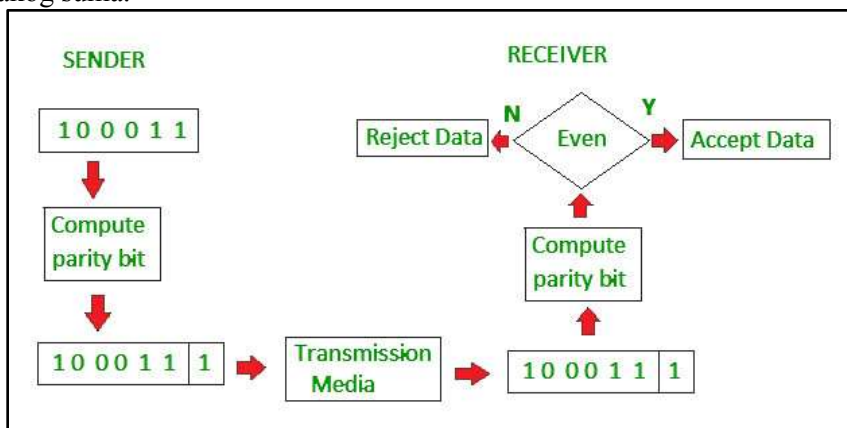 SENDER
1 0 0 0 1 1
Compute
parity bit
1 0 0 0 1 1 1
Transmission
Media
RECEIVER
1 0 0 0 1 1 1
Compute
parity bit
Even
N
Y
Reject Data
Accept Data